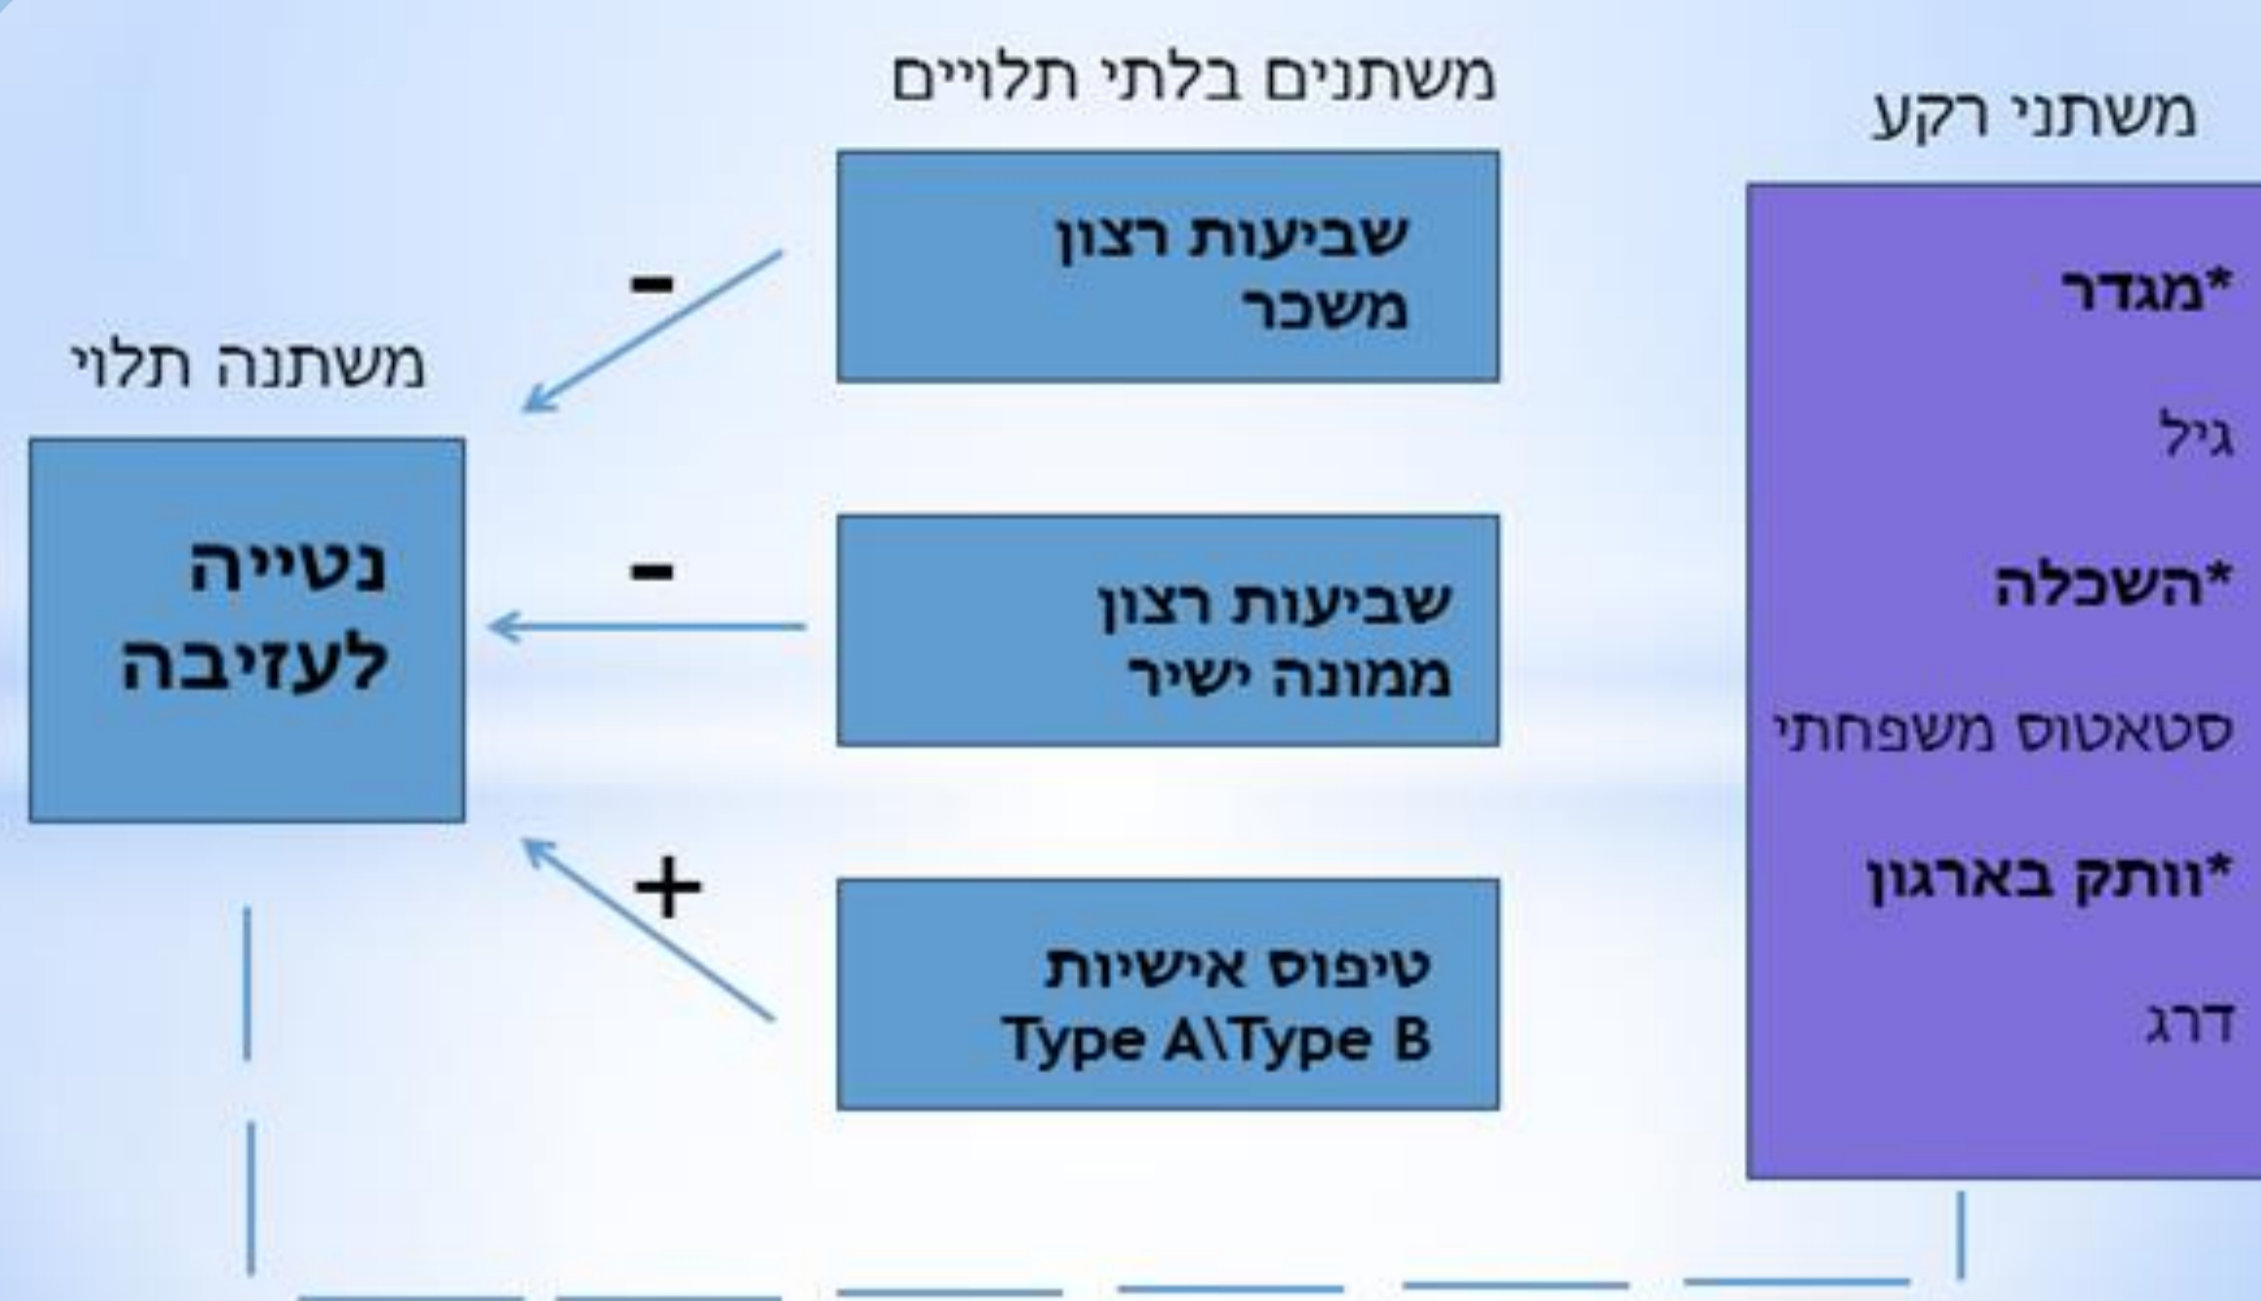 משתני רקע
*מגדר
גיל
*השכלה
סטאטוס משפחתי
*וותק בארגון
דרג
משתנים בלתי תלויים
שביעות רצון
משכר
-
שביעות רצון
ממונה ישיר
-
טיפוס אישיות
Type A\Type B
+
משתנה תלוי
נטייה
לעזיבה